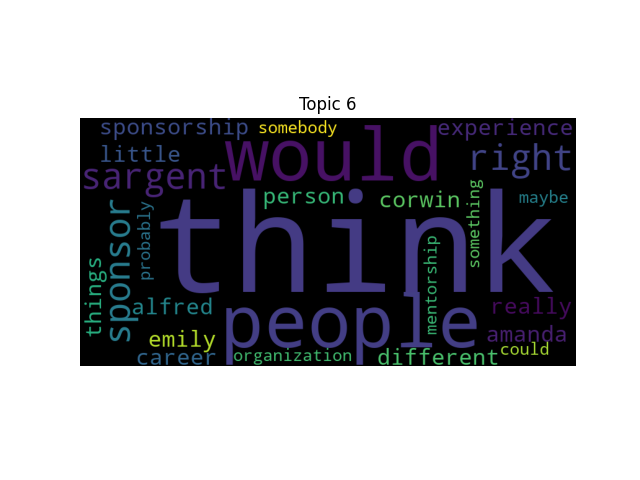 Topic 6
sponsorship
somebody
experience
would
little
right
sargent
think
person
corwin
something
maybe
sponsor
probably
things
mentorship
people
alfred
really
emily
amanda
career
organization
different
could